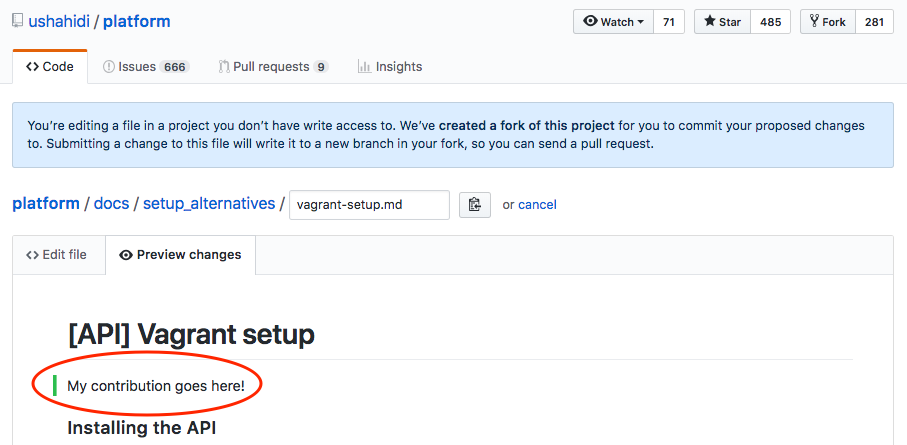 ushahidi / platform
Watch 71 Star 485 Fork 281
Code Issues 666 Pull requests 9 Insights
You’re editing a file in a project you don’t have write access to. We’ve created a fork of this project for you to commit your proposed changes
to. Submitting a change to this file will write it to a new branch in your fork, so you can send a pull request.
platform / docs / setup_alternatives / vagrant-setup.md or cancel
Edit file Preview changes
[API] Vagrant setup
My contribution goes here!
Installing the API